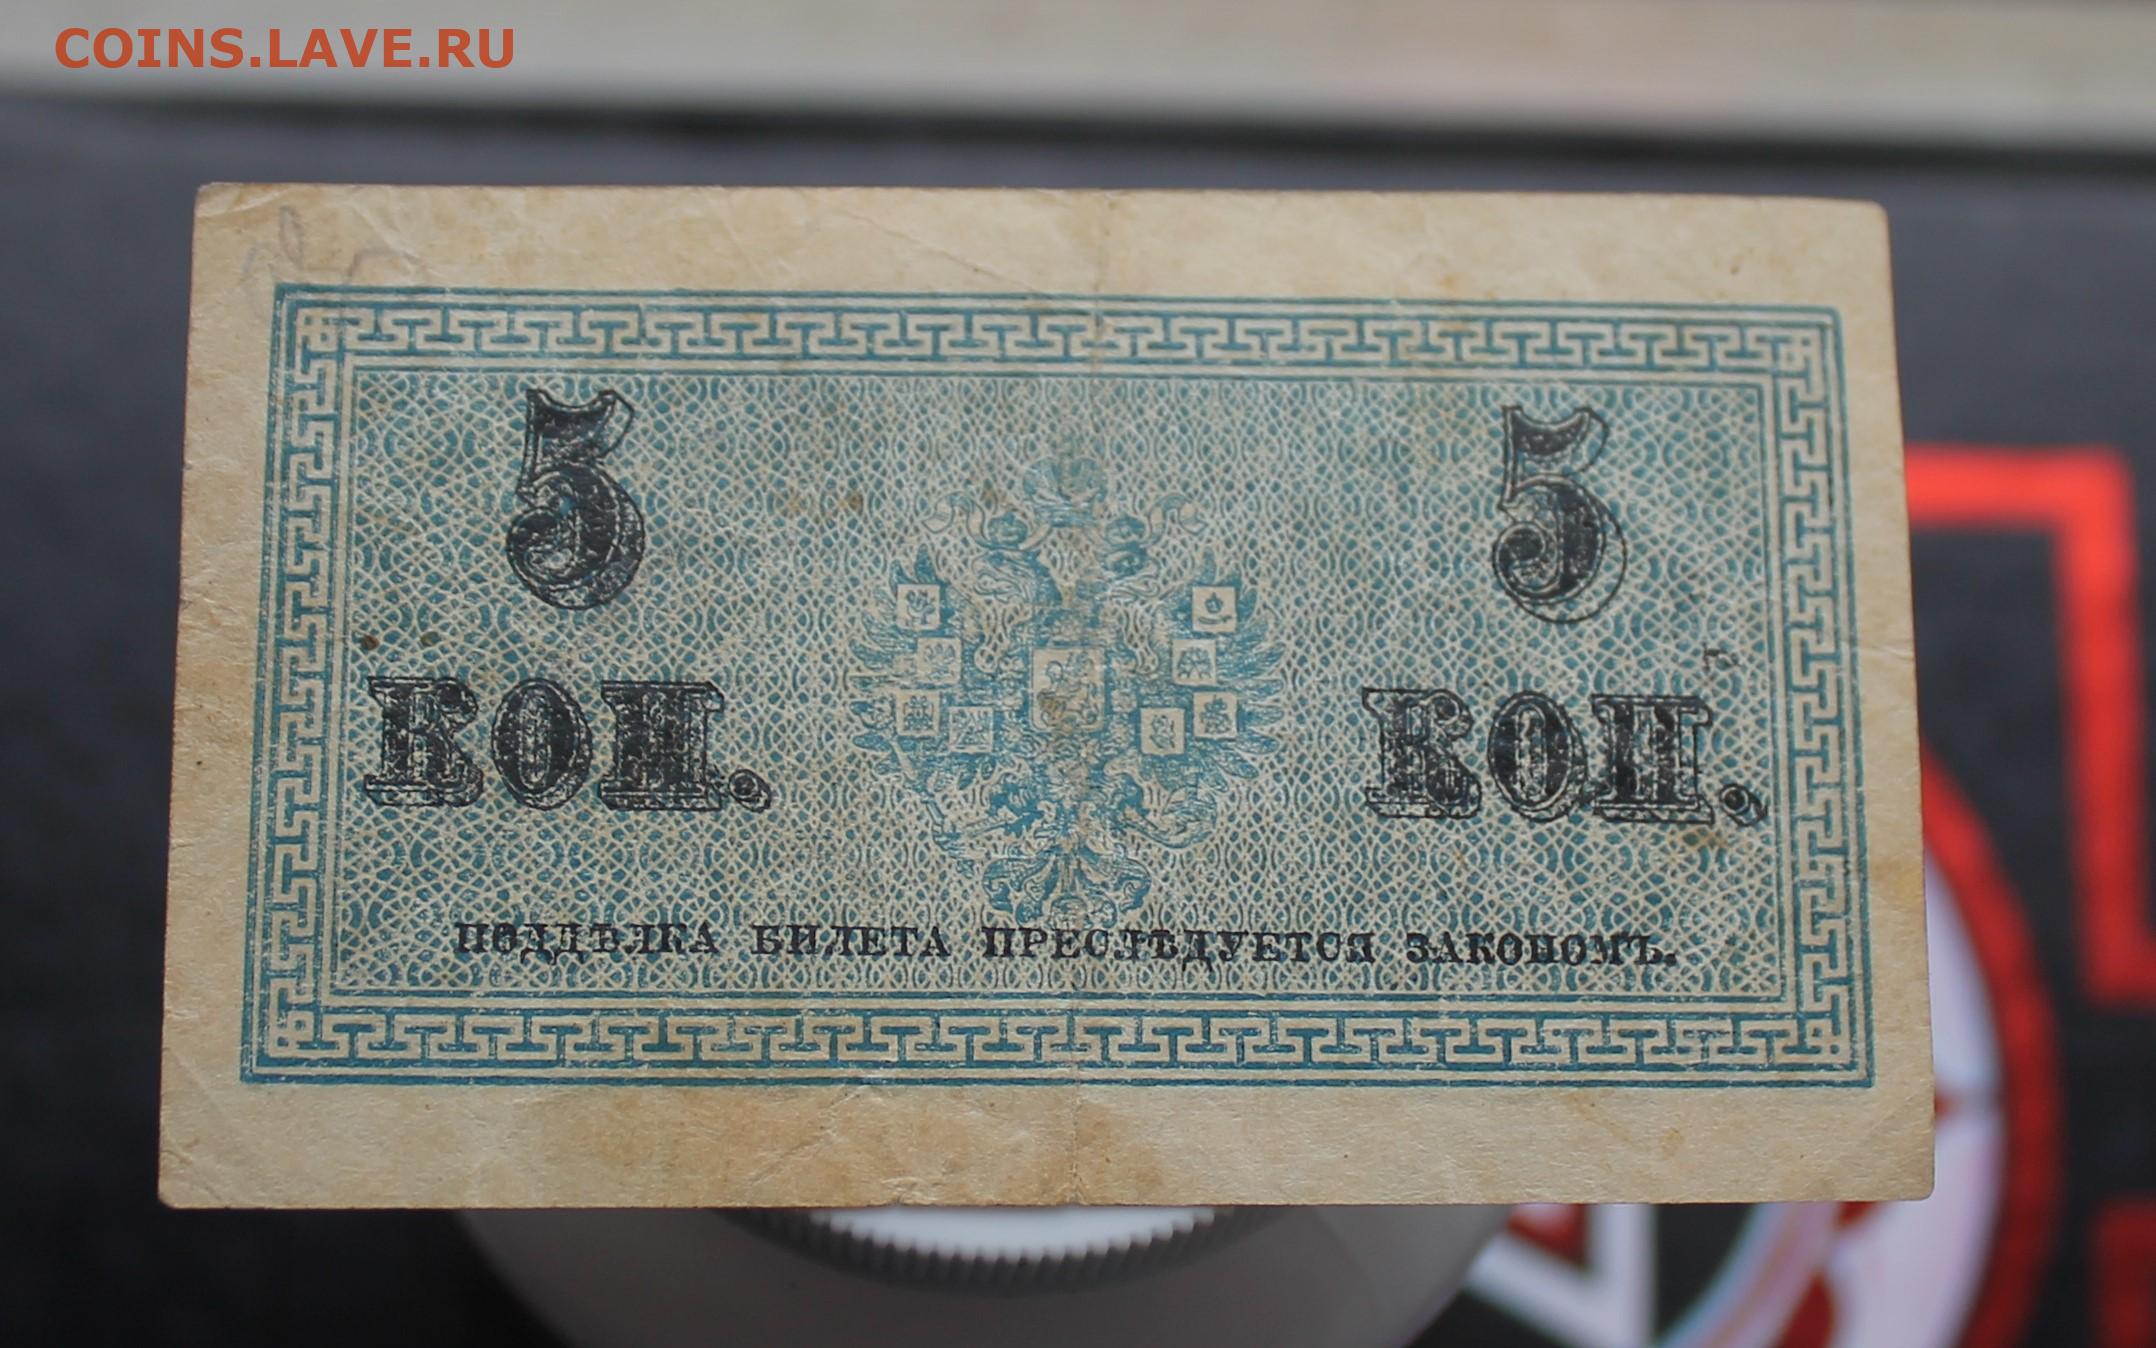 COINS.LAVE.RU
5 5
КОП. КОП.
ПОДДѢЛКА БИЛЕТА ПРЕСЛѢДУЕТСЯ ЗАКОНОМЪ.